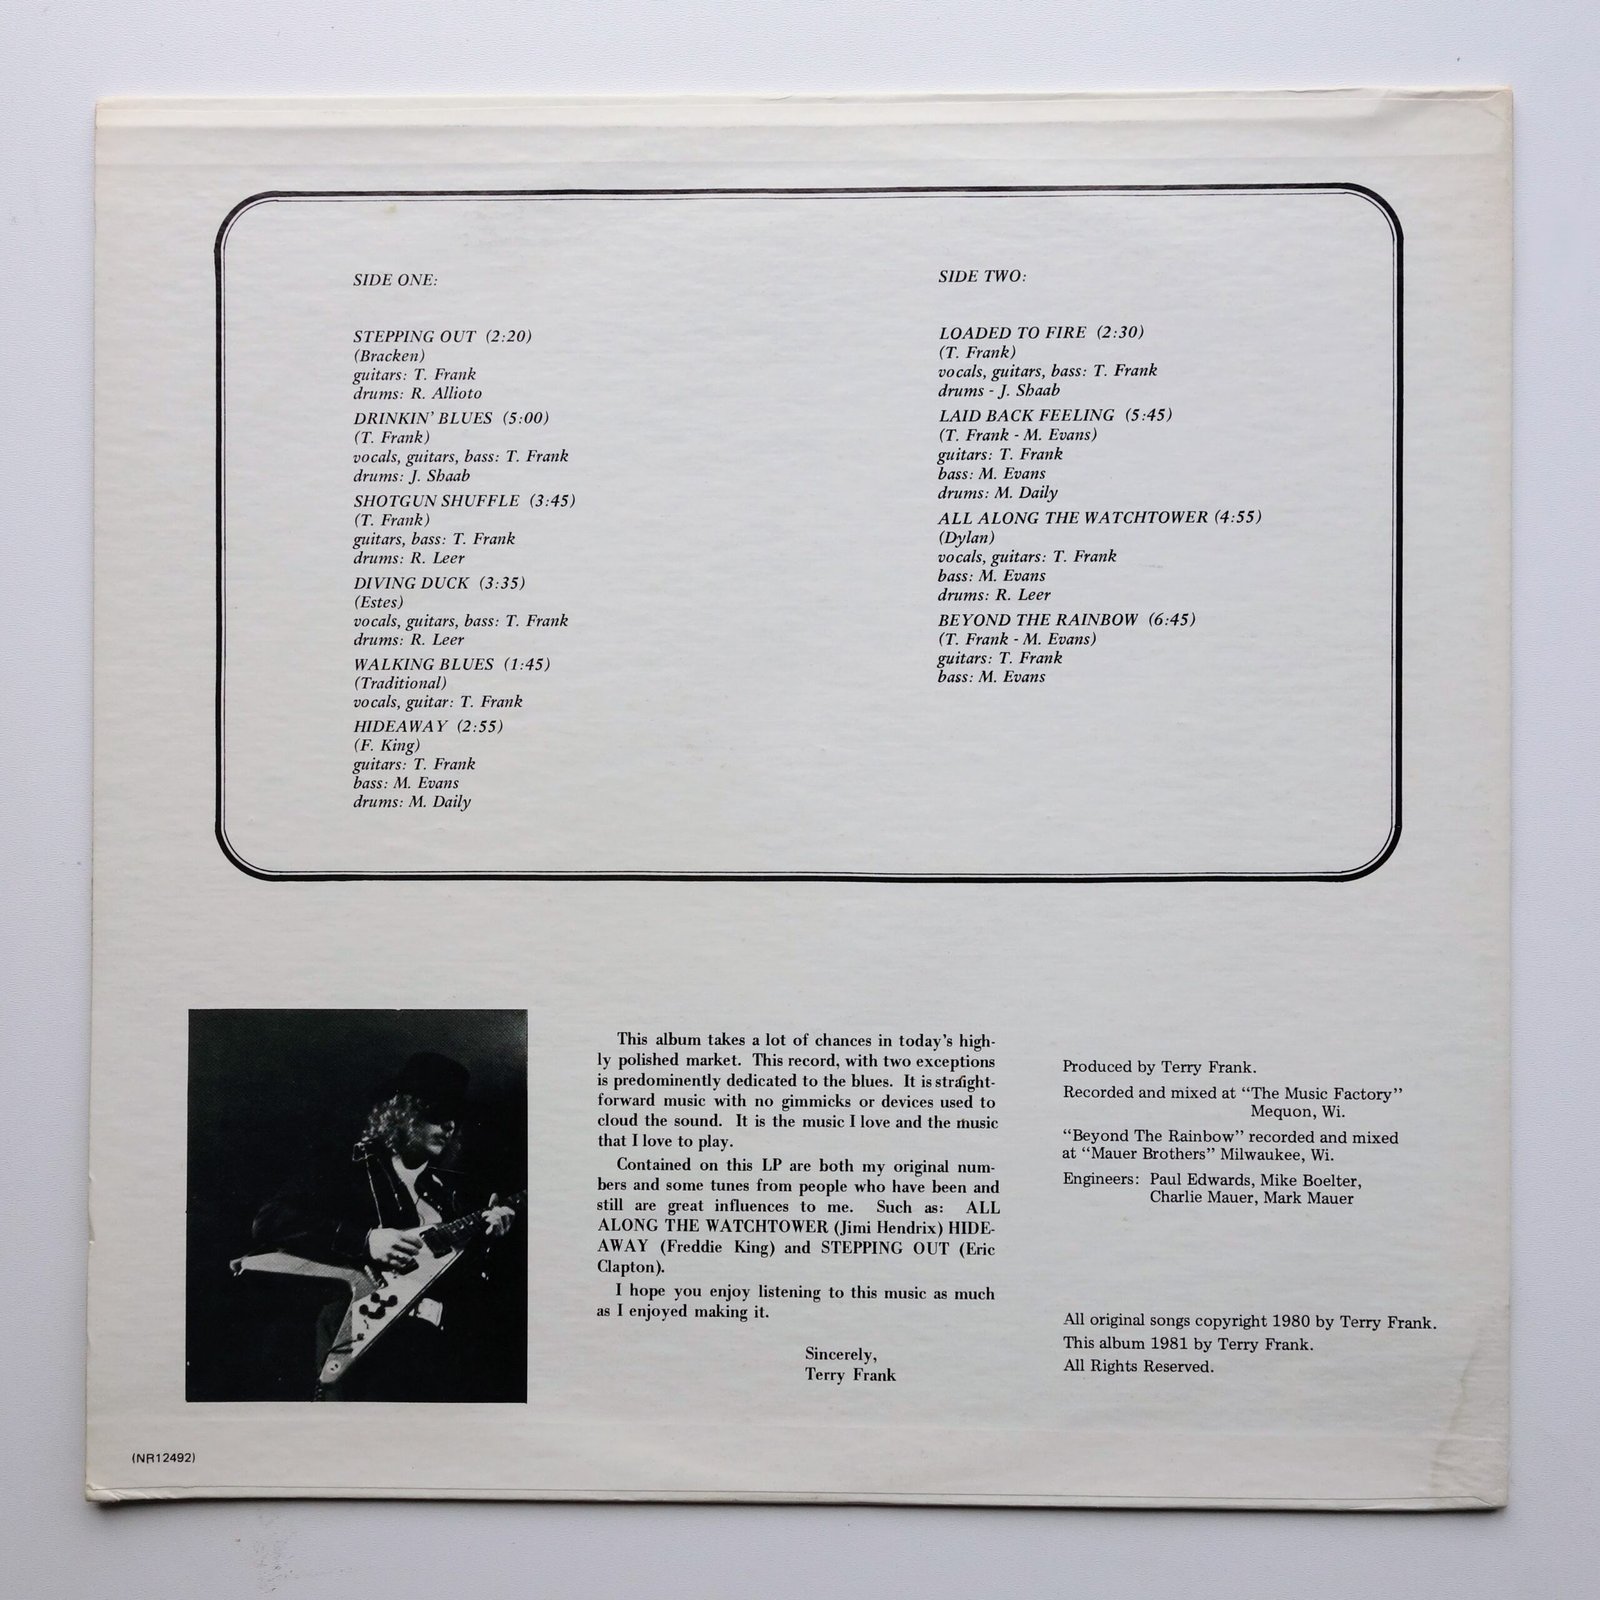 SIDE ONE:
STEPPING OUT (2:20)
(Bracken)
guitars: T. Frank
drums: R. Allioto
DRINKIN' BLUES (5:00)
(T. Frank)
vocals, guitars, bass: T. Frank
drums: J. Shaab
SHOTGUN SHUFFLE (3:45)
(T. Frank)
guitars, bass: T. Frank
drums: R. Leer
DIVING DUCK (3:35)
(Estes)
vocals, guitars, bass: T. Frank
drums: R. Leer
WALKING BLUES (1:45)
(Traditional)
vocals, guitar: T. Frank
HIDEAWAY (2:55)
(F. King)
guitars: T. Frank
bass: M. Evans
drums: M. Daily
SIDE TWO:
LOADED TO FIRE (2:30)
(T. Frank)
vocals, guitars, bass: T. Frank
drums - J. Shaab
LAID BACK FEELING (5:45)
(T. Frank - M. Evans)
guitars: T. Frank
bass: M. Evans
drums: M. Daily
ALL ALONG THE WATCHTOWER (4:55)
(Dylan)
vocals, guitars: T. Frank
bass: M. Evans
drums: R. Leer
BEYOND THE RAINBOW (6:45)
(T. Frank - M. Evans)
guitars: T. Frank
bass: M. Evans
This album takes a lot of chances in today's high-
ly polished market. This record, with two exceptions
is predominently dedicated to the blues. It is straight-
forward music with no gimmicks or devices used to
cloud the sound. It is the music I love and the music
that I love to play.
Contained on this LP are both my original num-
bers and some tunes from people who have been and
still are great influences to me. Such as: ALL
ALONG THE WATCHTOWER (Jimi Hendrix) HIDE-
AWAY (Freddie King) and STEPPING OUT (Eric
Clapton).
I hope you enjoy listening to this music as much
as I enjoyed making it.
Sincerely,
Terry Frank
Produced by Terry Frank.
Recorded and mixed at "The Music Factory"
Mequon, Wi.
"Beyond The Rainbow" recorded and mixed
at "Mauer Brothers" Milwaukee, Wi.
Engineers: Paul Edwards, Mike Boelter,
Charlie Mauer, Mark Mauer
All original songs copyright 1980 by Terry Frank.
This album 1981 by Terry Frank.
All Rights Reserved.
(NR12492)